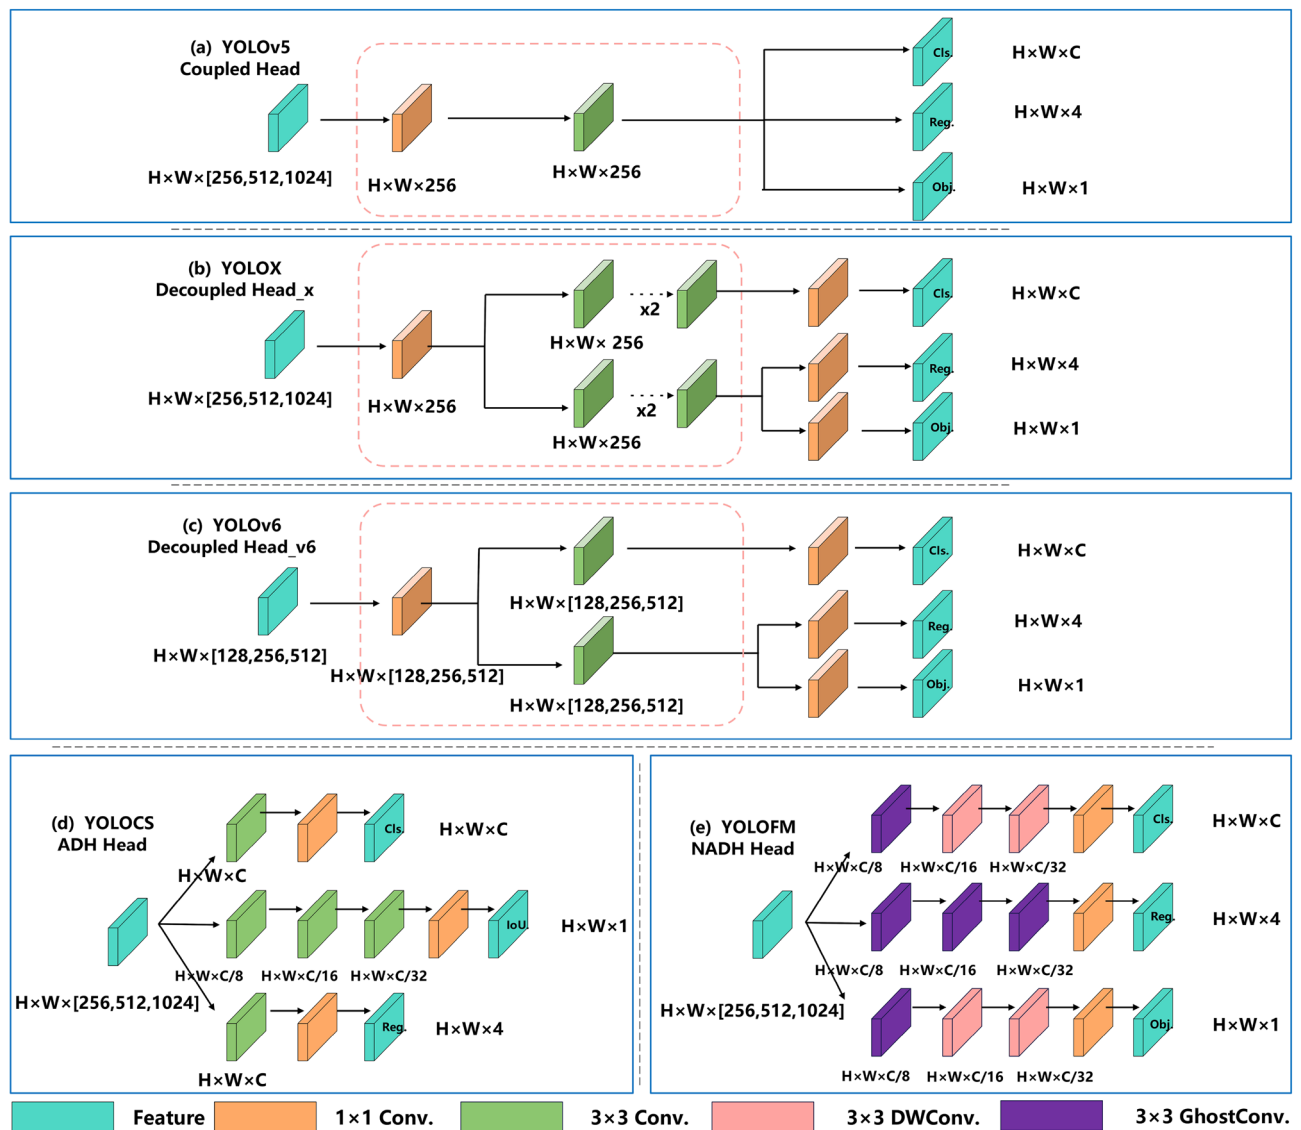 (a) YOLOv5
Coupled Head
H×W×[256,512,1024]
H×W×256
H×W×256
Cls.
H×W×C
Reg.
H×W×4
Obj.
H×W×1
(b) YOLOX
Decoupled Head_x
H×W×[256,512,1024]
H×W×256
x2
H×W× 256
x2
H×W×256
Cls.
H×W×C
Reg.
H×W×4
Obj.
H×W×1
(c) YOLOv6
Decoupled Head_v6
H×W×[128,256,512]
H×W×[128,256,512]
H×W×[128,256,512]
H×W×[128,256,512]
Cls.
H×W×C
Reg.
H×W×4
Obj.
H×W×1
(d) YOLOCS
ADH Head
H×W×[256,512,1024]
Cls.
H×W×C
H×W×C
IoU.
H×W×1
H×W×C/8
H×W×C/16
H×W×C/32
Reg.
H×W×4
H×W×C
(e) YOLOFM
NADH Head
H×W×[256,512,1024]
Cls.
H×W×C
H×W×C/8
H×W×C/16
H×W×C/32
Reg.
H×W×4
H×W×C/8
H×W×C/16
H×W×C/32
Obj.
H×W×1
H×W×C/8
H×W×C/16
H×W×C/32
Feature
1×1 Conv.
3×3 Conv.
3×3 DWConv.
3×3 GhostConv.